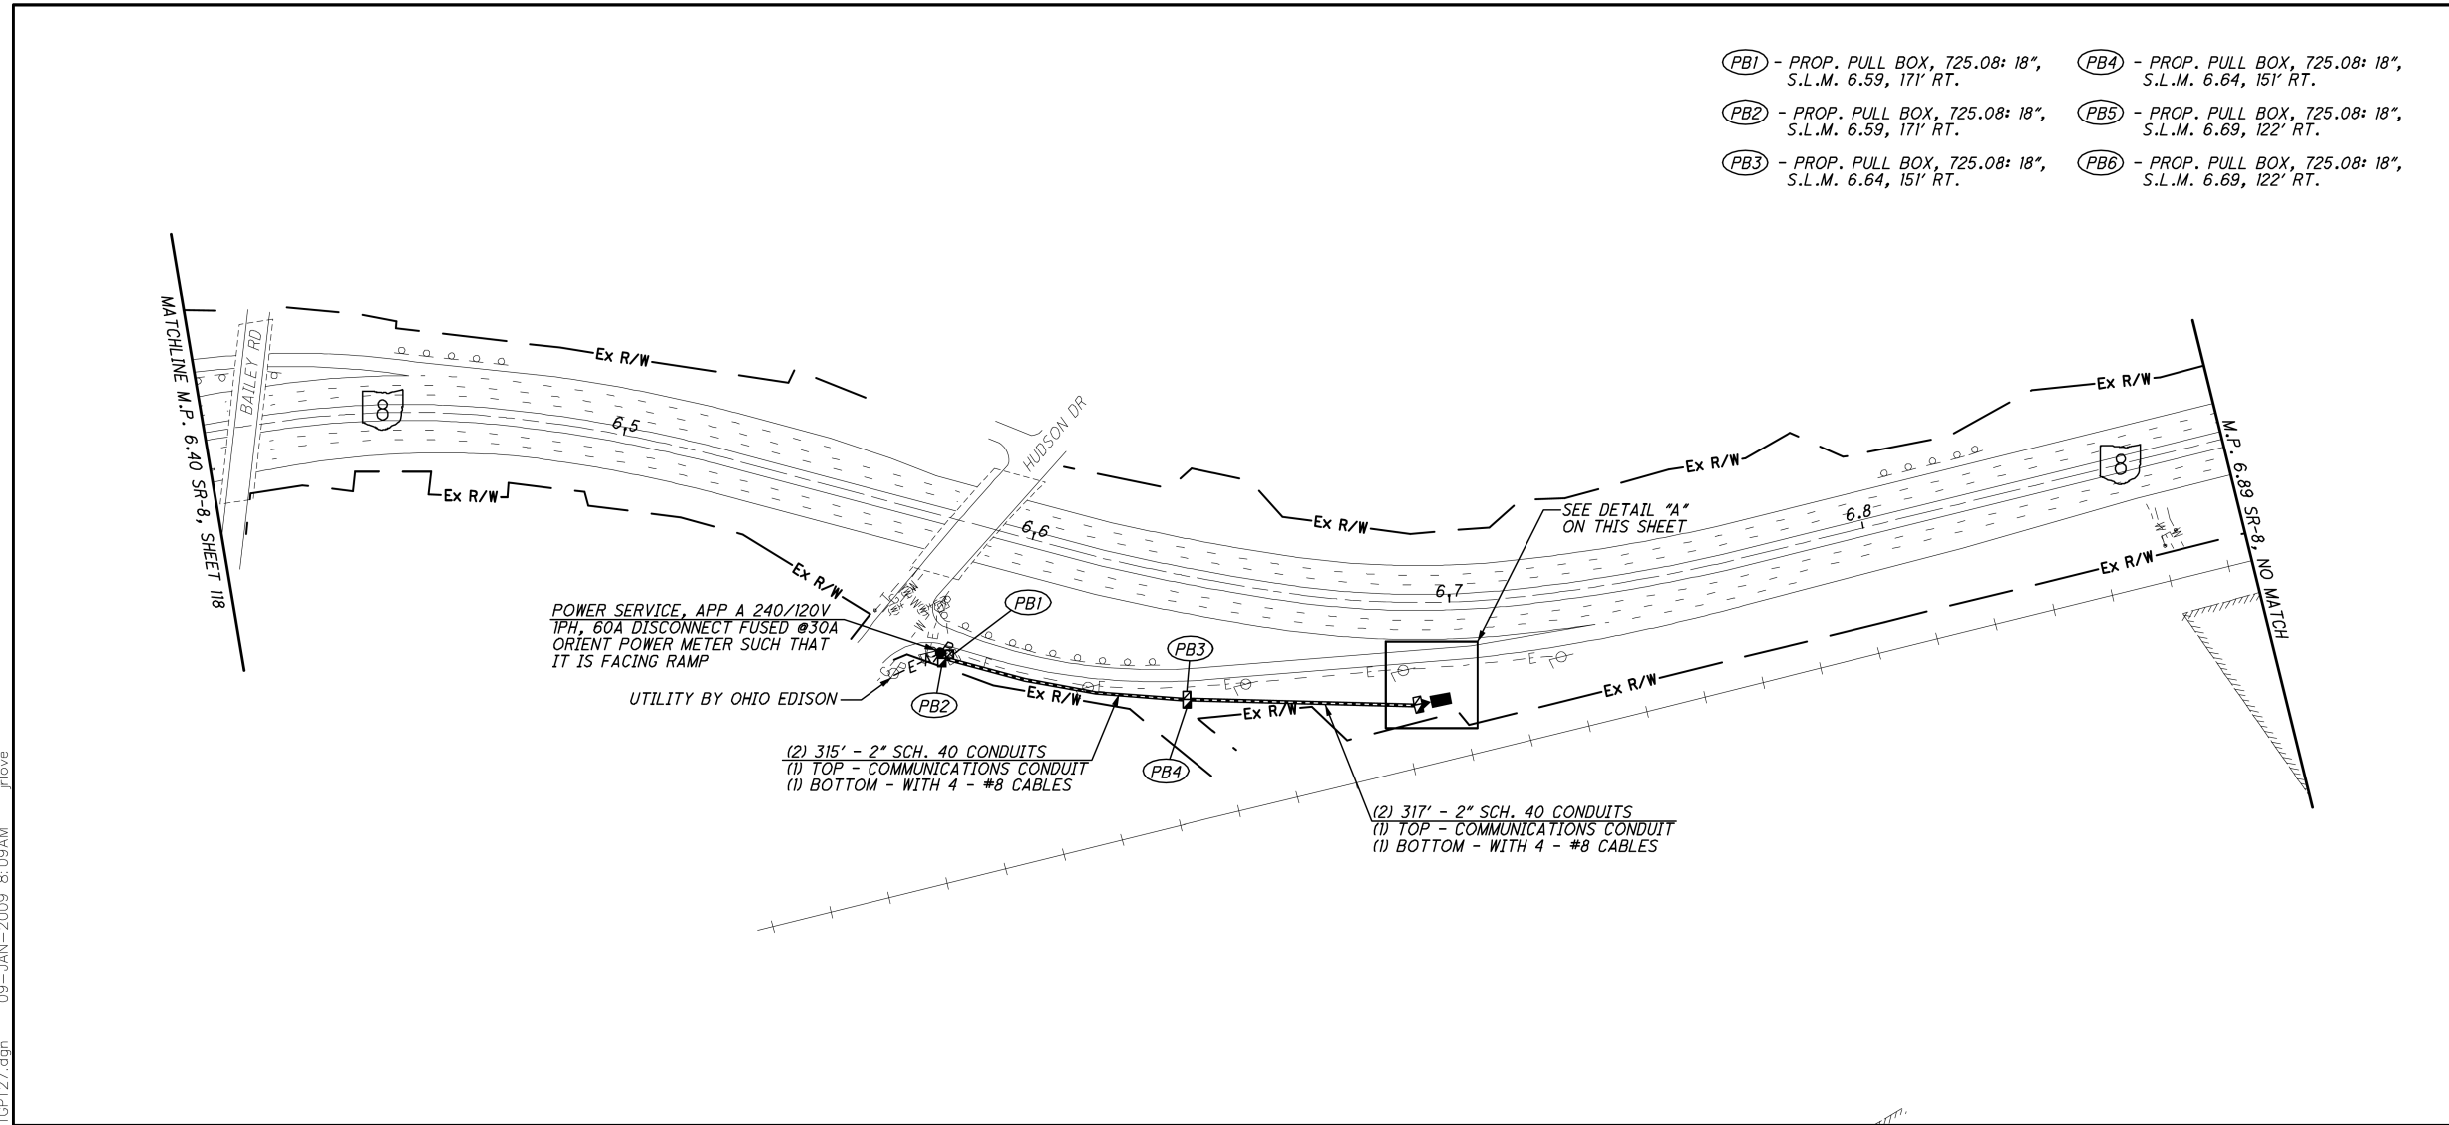 PB1 - PROP. PULL BOX, 725.08: 18",
S.L.M. 6.59, 171' RT.
PB2 - PROP. PULL BOX, 725.08: 18",
S.L.M. 6.59, 171' RT.
PB3 - PROP. PULL BOX, 725.08: 18",
S.L.M. 6.64, 151' RT.
PB4 - PROP. PULL BOX, 725.08: 18",
S.L.M. 6.64, 151' RT.
PB5 - PROP. PULL BOX, 725.08: 18",
S.L.M. 6.69, 122' RT.
PB6 - PROP. PULL BOX, 725.08: 18",
S.L.M. 6.69, 122' RT.
MATCHLINE M.P. 6.40 SR-8, SHEET 118
BAILEY RD
8
Ex R/W
Ex R/W
6.5
HUDSON DR
6.6
Ex R/W
Ex R/W
Ex R/W
Ex R/W
SEE DETAIL "A"
ON THIS SHEET
6.7
6.8
8
M.P. 6.89 SR-8, NO MATCH
Ex R/W
POWER SERVICE, APP A 240/120V
1PH, 60A DISCONNECT FUSED @30A
ORIENT POWER METER SUCH THAT
IT IS FACING RAMP
UTILITY BY OHIO EDISON
PB1
PB2
PB3
PB4
E
E
E
E
E
E
Ex R/W
Ex R/W
Ex R/W
(2) 315' - 2" SCH. 40 CONDUITS
(1) TOP - COMMUNICATIONS CONDUIT
(1) BOTTOM - WITH 4 - #8 CABLES
(2) 317' - 2" SCH. 40 CONDUITS
(1) TOP - COMMUNICATIONS CONDUIT
(1) BOTTOM - WITH 4 - #8 CABLES
09-JAN-2009 8:09AM jrlove